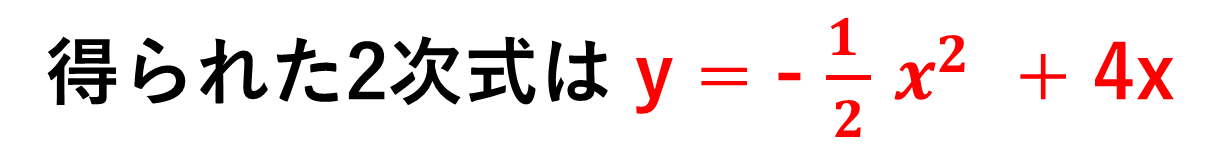 得られた2次式は y = - 1/2 x² + 4x